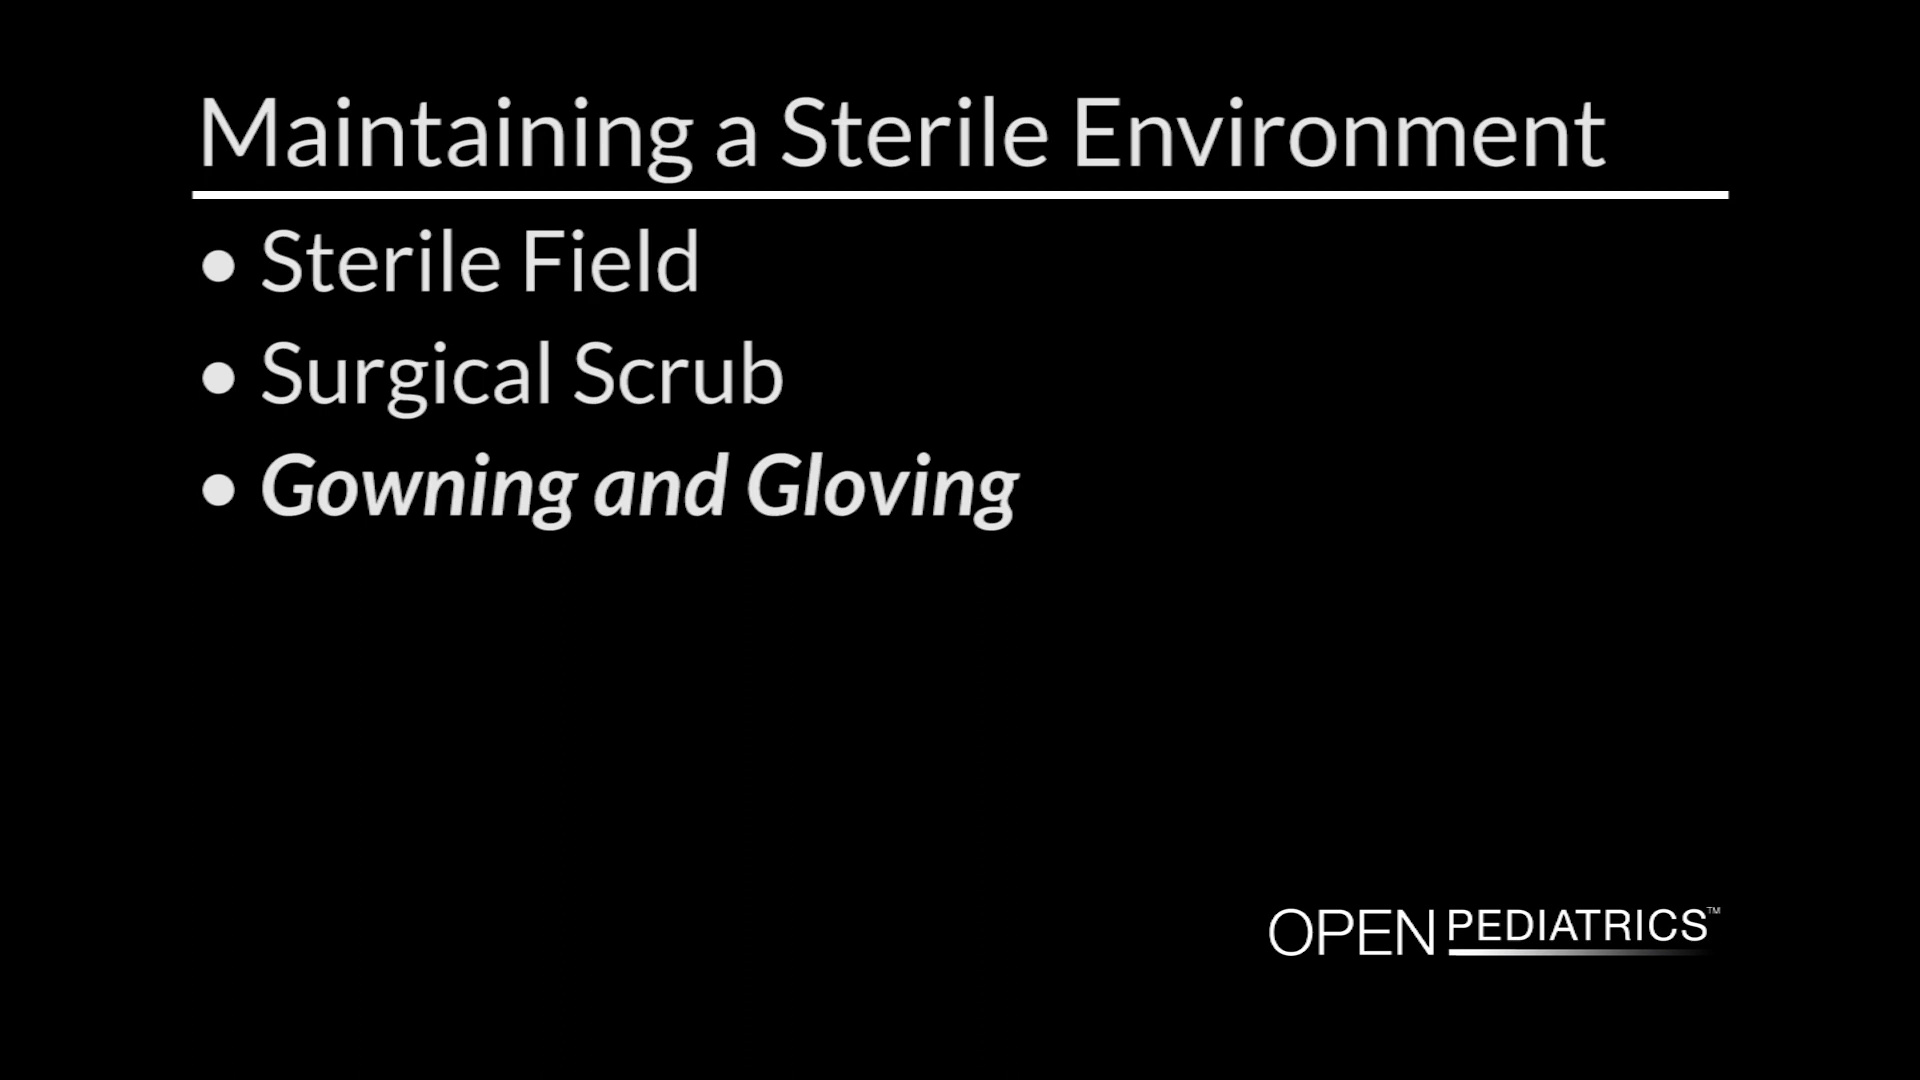 Maintaining a Sterile Environment
• Sterile Field
• Surgical Scrub
• Gowning and Gloving
OPEN PEDIATRICS™